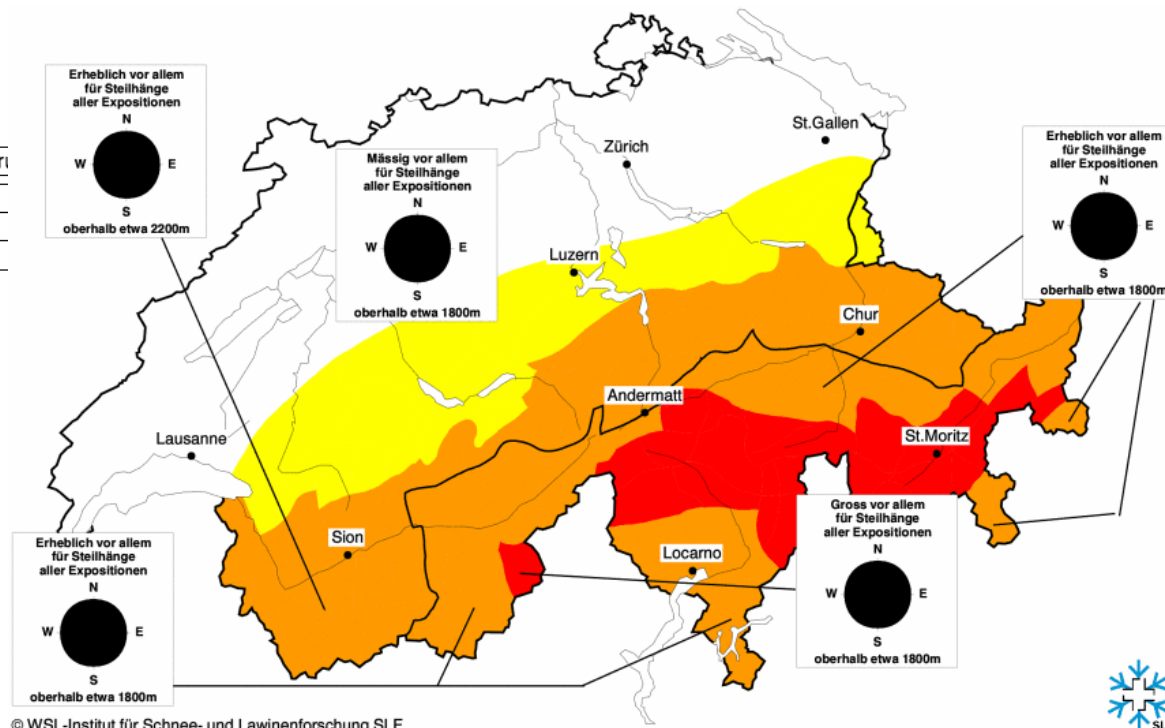 Erheblich vor allem
für Steilhänge
aller Expositionen
N
W E
S
oberhalb etwa 2200m
Mässig vor allem
für Steilhänge
aller Expositionen
N
W E
S
oberhalb etwa 1800m
Erheblich vor allem
für Steilhänge
aller Expositionen
N
W E
S
oberhalb etwa 1800m
St.Gallen
Zürich
Luzern
Chur
Andermatt
Lausanne
St.Moritz
Sion
Locarno
Erheblich vor allem
für Steilhänge
aller Expositionen
N
W E
S
oberhalb etwa 1800m
Gross vor allem
für Steilhänge
aller Expositionen
N
W E
S
oberhalb etwa 1800m
© WSL-Institut für Schnee- und Lawinenforschung SLF